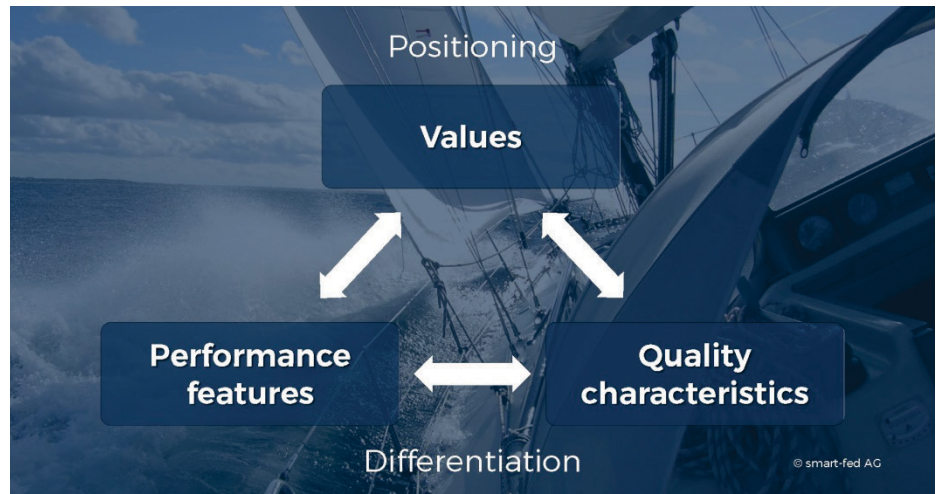 Positioning
Values
Performance
features
Quality
characteristics
Differentiation
© smart-fed AG